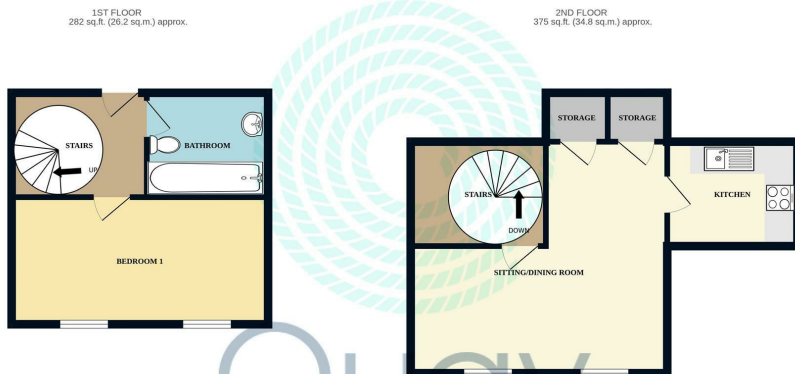 1ST FLOOR
282 sq.ft. (26.2 sq.m.) approx.
2ND FLOOR
375 sq.ft. (34.8 sq.m.) approx.
STAIRS
UP
BATHROOM
BEDROOM 1
STORAGE
STORAGE
STAIRS
DOWN
KITCHEN
SITTING/DINING ROOM
Quay